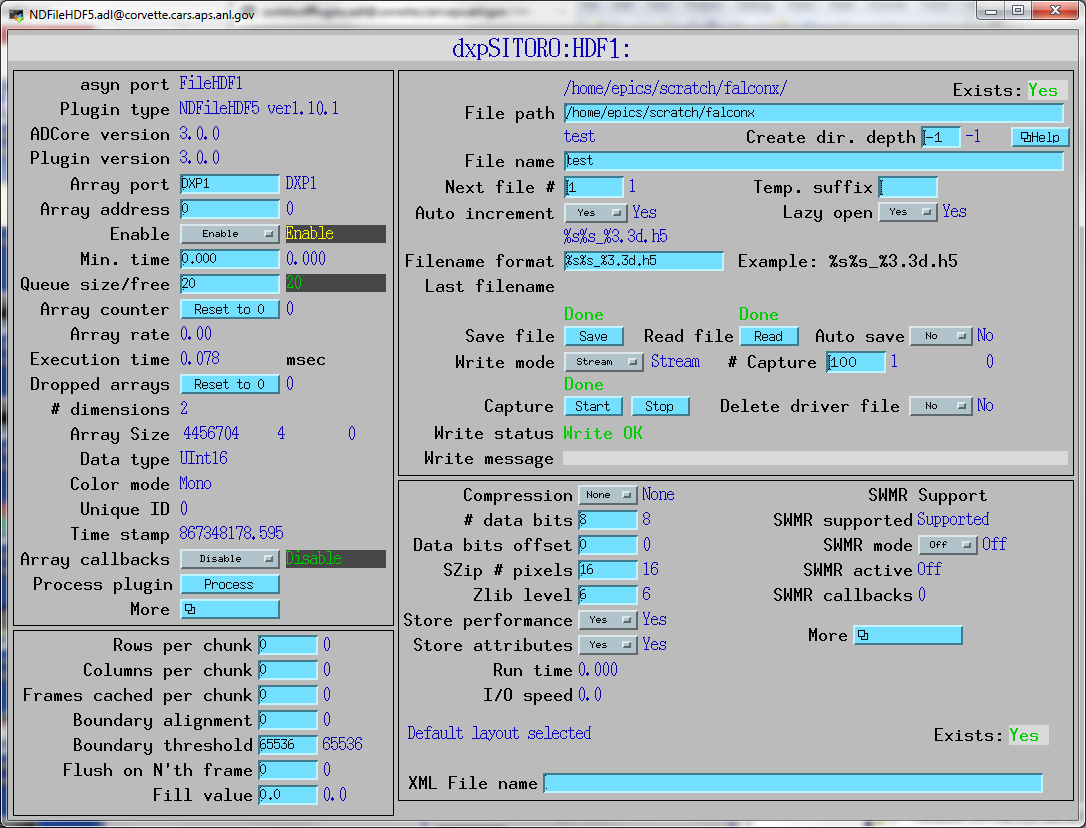 NDFileHDF5.adl@corvette.cars.aps.anl.gov
dxpSITORO:HDF1:
asyn port FileHDF1
Plugin type NDFileHDF5 ver1.10.1
ADCore version 3.0.0
Plugin version 3.0.0
Array port DXP1 DXP1
Array address 0 0
Enable Enable Enable
Min. time 0.000 0.000
Queue size/free 20 20
Array counter Reset to 0 0
Array rate 0.00
Execution time 0.078 msec
Dropped arrays Reset to 0 0
# dimensions 2
Array Size 4456704 4 0
Data type UInt16
Color mode Mono
Unique ID 0
Time stamp 867348178.595
Array callbacks Disable Disable
Process plugin Process
More
Rows per chunk 0 0
Columns per chunk 0 0
Frames cached per chunk 0 0
Boundary alignment 0 0
Boundary threshold 65536 65536
Flush on N'th frame 0 0
Fill value 0.0 0.0
/home/epics/scratch/falconx/ Exists: Yes
File path /home/epics/scratch/falconx
test Create dir. depth -1 -1 Help
File name test
Next file # 1 1 Temp. suffix
Auto increment Yes Yes Lazy open Yes Yes
%s%s_%3.3d.h5
Filename format %s%s_%3.3d.h5 Example: %s%s_%3.3d.h5
Last filename
Done Done
Save file Save Read file Read Auto save No No
Write mode Stream Stream # Capture 100 1 0
Done
Capture Start Stop Delete driver file No No
Write status Write OK
Write message
Compression None None
# data bits 8 8
Data bits offset 0 0
SZip # pixels 16 16
Zlib level 6 6
Store performance Yes Yes
Store attributes Yes Yes
Run time 0.000
I/O speed 0.0
SWMR Support
SWMR supported Supported
SWMR mode Off Off
SWMR active Off
SWMR callbacks 0
More
Default layout selected Exists: Yes
XML File name